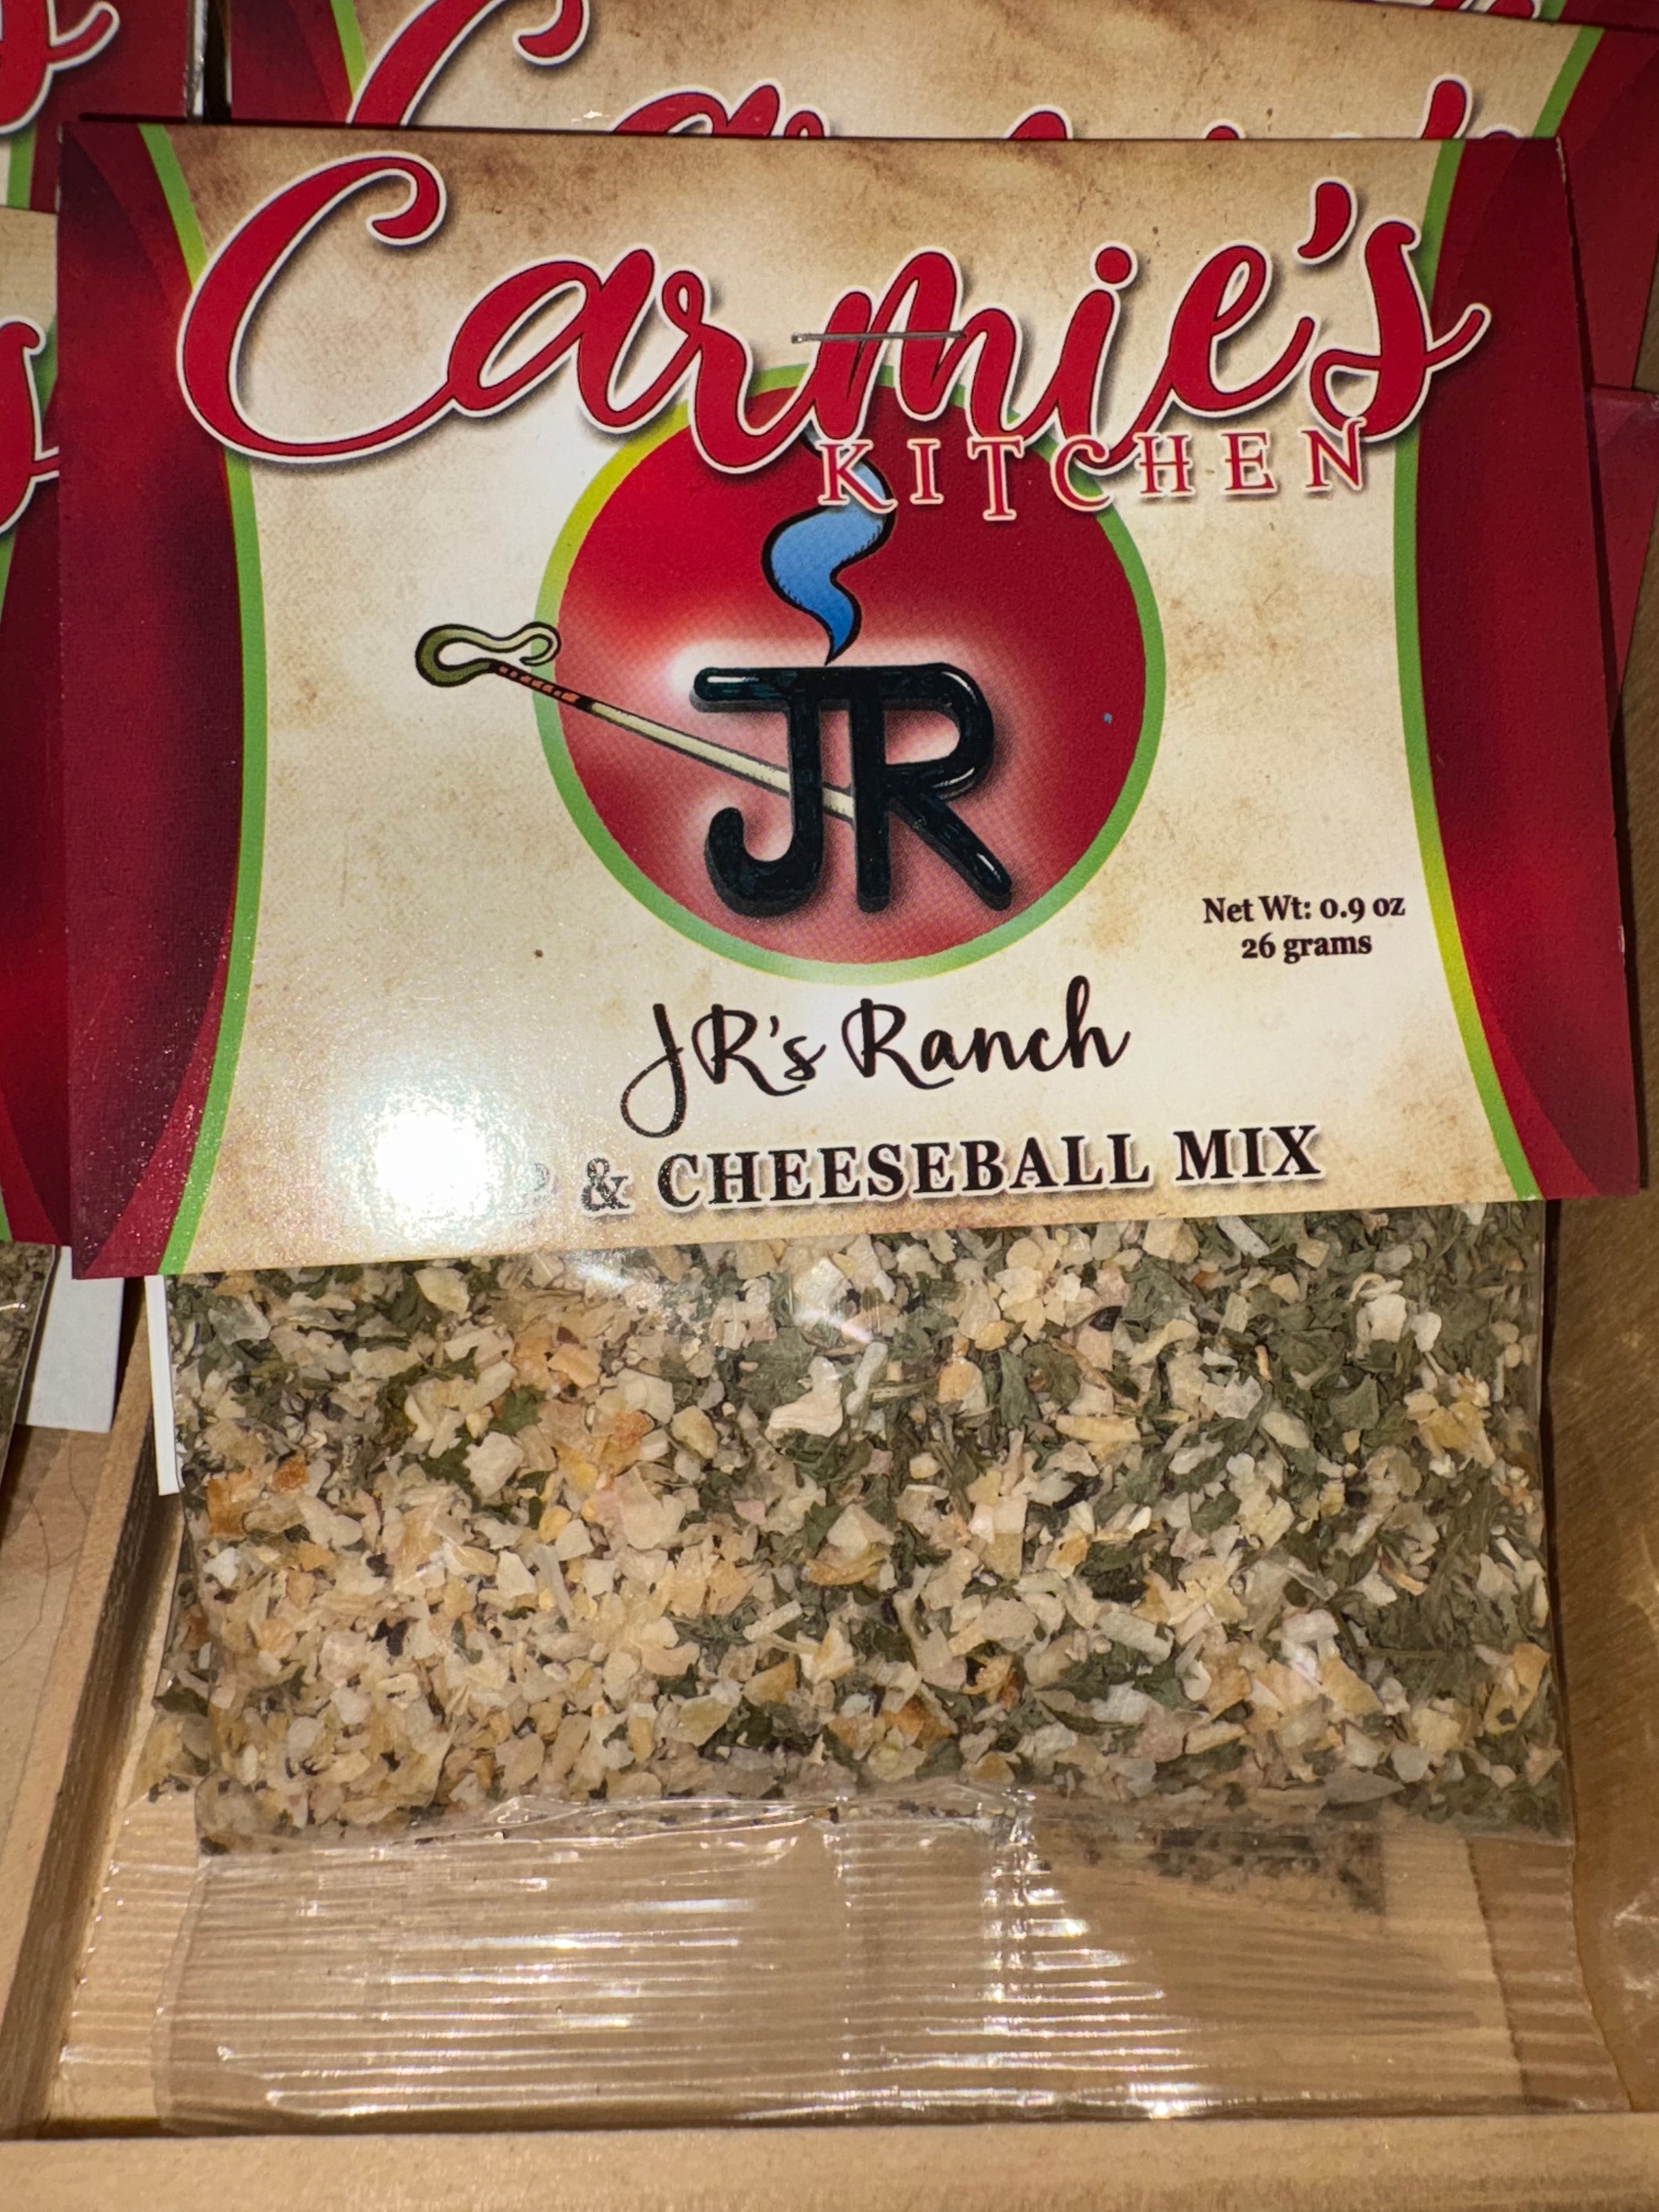 Carmie's
KITCHEN
JR
Net Wt: 0.9 oz
26 grams
JR's Ranch
& CHEESEBALL MIX